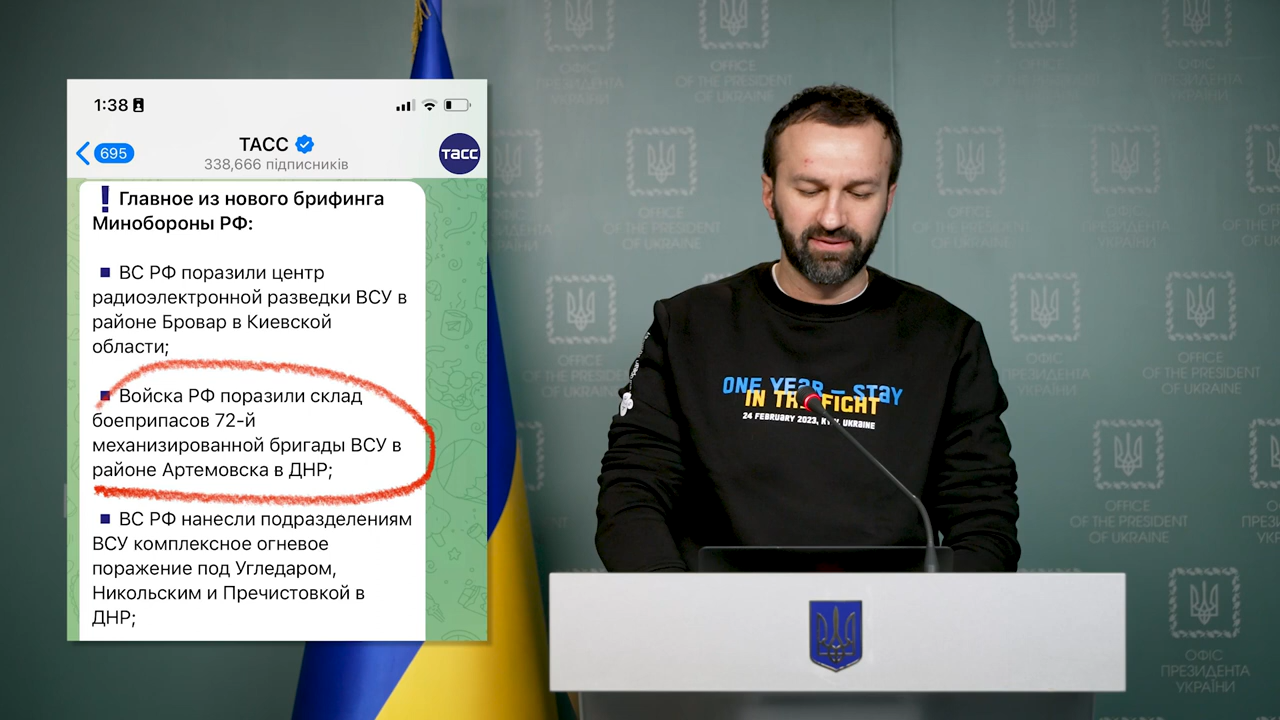 1:38
695
ТАСС
338,666 підписників
ТАСС
❗ Главное из нового брифинга
Минобороны РФ:
▪ ВС РФ поразили центр
радиоэлектронной разведки ВСУ в
районе Бровар в Киевской
области;
▪ Войска РФ поразили склад
боеприпасов 72-й
механизированной бригады ВСУ в
районе Артемовска в ДНР;
▪ ВС РФ нанесли подразделениям
ВСУ комплексное огневое
поражение под Угледаром,
Никольским и Пречистовкой в
ДНР;
ONE YEAR – STAY
IN THE FIGHT
24 FEBRUARY 2023, KYIV, UKRAINE
OFFICE
OF THE PRESIDENT
OF UKRAINE
ОФІС
ПРЕЗИДЕНТА
УКРАЇНИ